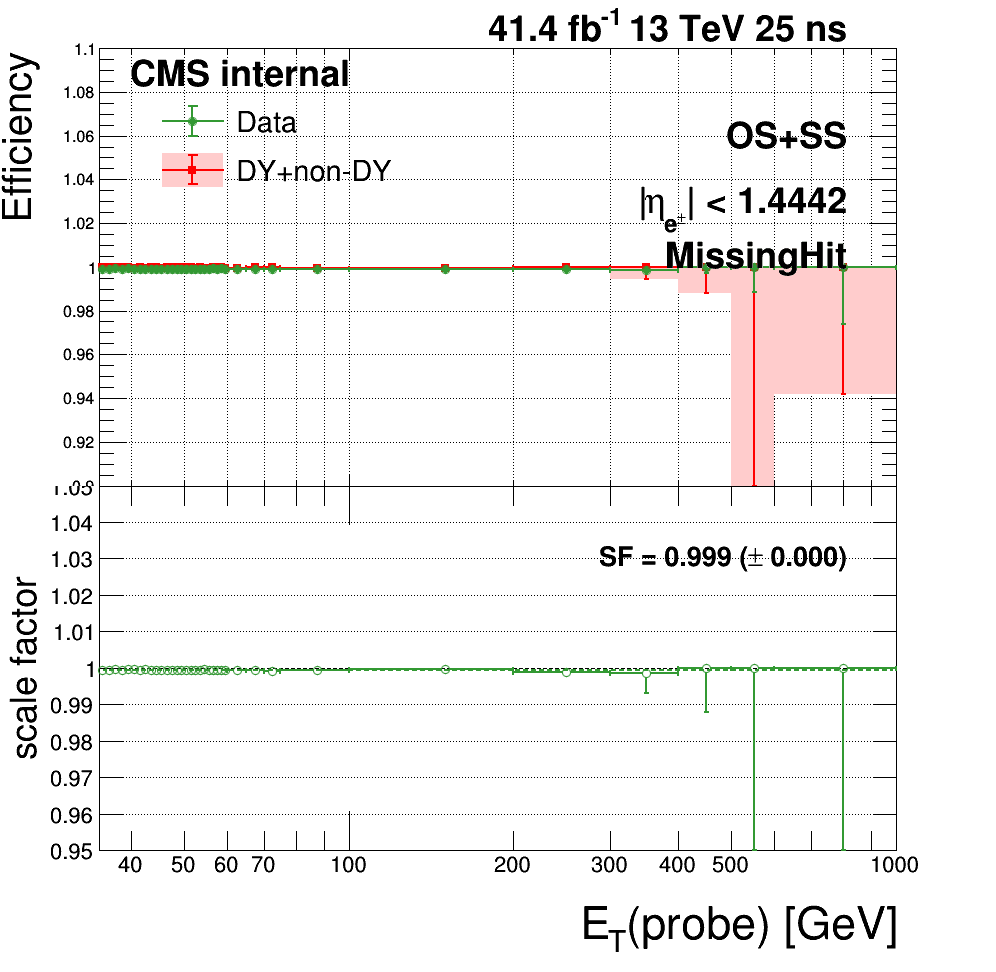 41.4 fb-1 13 TeV 25 ns
Efficiency
1.1
1.08
1.06
1.04
1.02
1
0.98
0.96
0.94
0.92
CMS internal
Data
DY+non-DY
OS+SS
|ηe±| < 1.4442
MissingHit
scale factor
1.05
1.04
1.03
1.02
1.01
1
0.99
0.98
0.97
0.96
0.95
SF = 0.999 (± 0.000)
40 50 60 70 100 200 300 400 500 1000
ET(probe) [GeV]